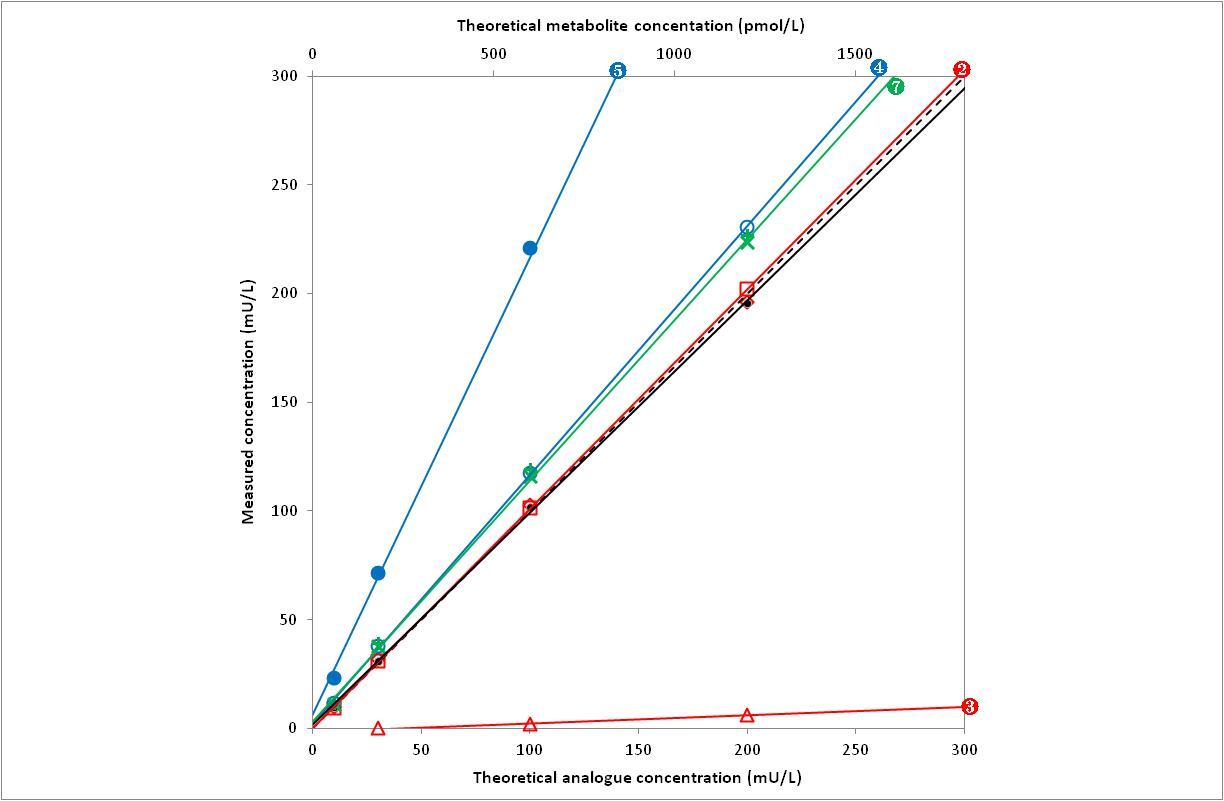 Theoretical metabolite concentation (pmol/L)
0 500 1000 1500
5 4 2
300
7
250
200
150
100
50
0
3
Measured concentration (mU/L)
0 50 100 150 200 250 300
Theoretical analogue concentration (mU/L)